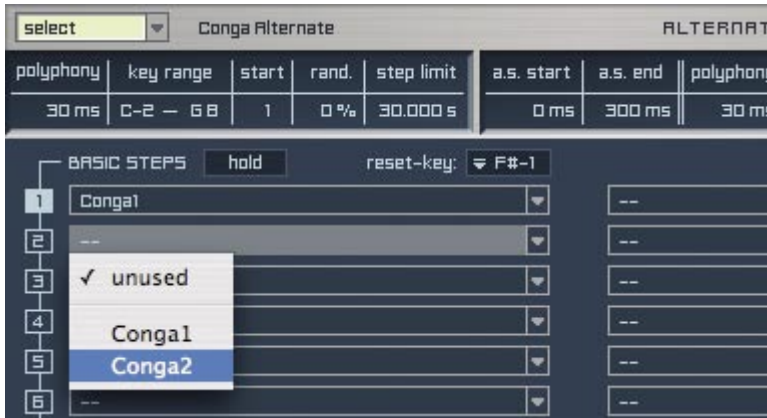 select Conga Alternate ALTERNAT
polyphony key range start rand. step limit a.s. start a.s. end polyphon
30 ms C-2 — G8 1 0 % 30.000 s 0 ms 300 ms 30 ms
BASIC STEPS hold reset-key: F#-1
1 Conga1 --
2 -- --
✓ unused
3 --
4 --
Conga1
5 --
Conga2
6 -- --